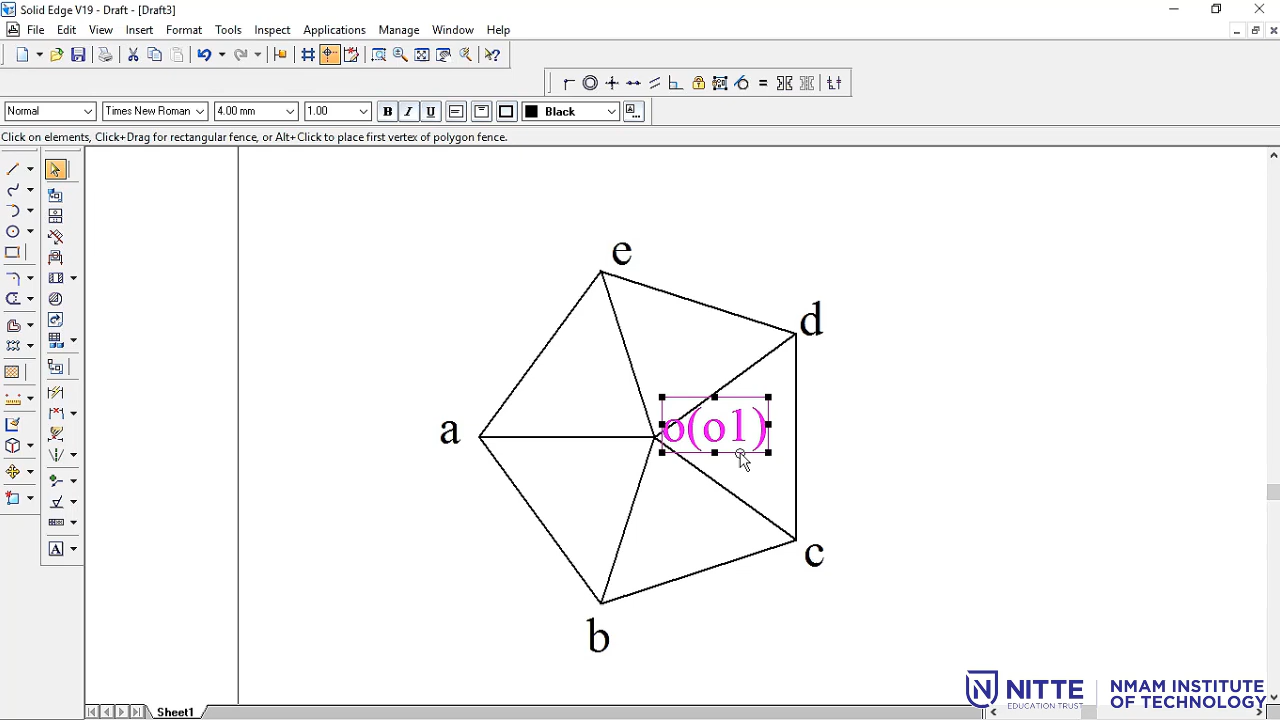 Solid Edge V19 - Draft - [Draft3]
File Edit View Insert Format Tools Inspect Applications Manage Window Help
Normal Times New Roman 4.00 mm 1.00 B I U Black
Click on elements, Click+Drag for rectangular fence, or Alt+Click to place first vertex of polygon fence.
e
d
o(o1)
a
c
b
A
NITTE
EDUCATION TRUST
NMAM INSTITUTE
OF TECHNOLOGY
Sheet1